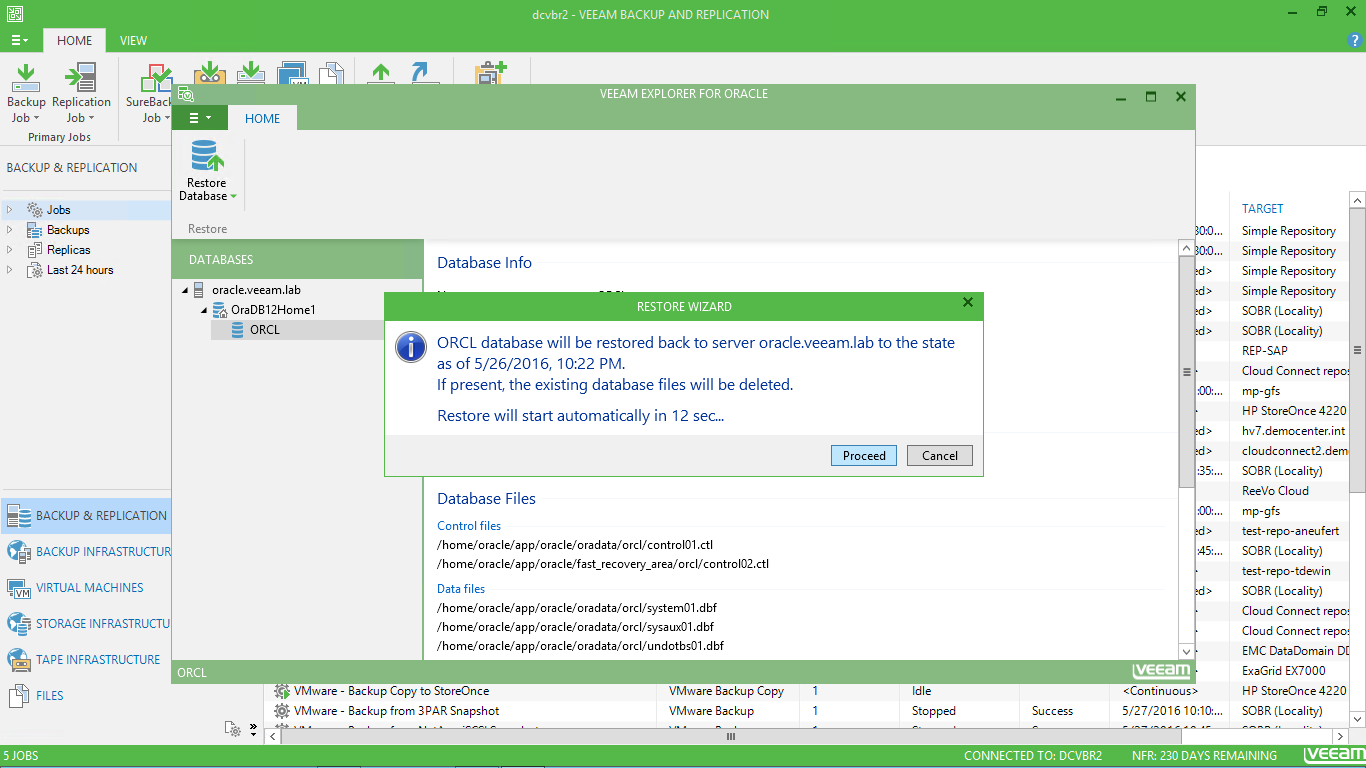 dcvbr2 - VEEAM BACKUP AND REPLICATION
HOME
VIEW
Backup Job
Replication Job
Primary Jobs
Job
VEEAM EXPLORER FOR ORACLE
HOME
Restore
Database
Restore
BACKUP & REPLICATION
Jobs
Backups
Replicas
Last 24 hours
DATABASES
oracle.veeam.lab
OraDB12Home1
ORCL
Database Info
RESTORE WIZARD
ORCL database will be restored back to server oracle.veeam.lab to the state
as of 5/26/2016, 10:22 PM.
If present, the existing database files will be deleted.
Restore will start automatically in 12 sec...
Proceed
Cancel
Database Files
Control files
/home/oracle/app/oracle/oradata/orcl/control01.ctl
/home/oracle/app/oracle/fast_recovery_area/orcl/control02.ctl
Data files
/home/oracle/app/oracle/oradata/orcl/system01.dbf
/home/oracle/app/oracle/oradata/orcl/sysaux01.dbf
/home/oracle/app/oracle/oradata/orcl/undotbs01.dbf
ORCL
veeam
TARGET
Simple Repository
Simple Repository
Simple Repository
Simple Repository
SOBR (Locality)
SOBR (Locality)
REP-SAP
Cloud Connect repos
mp-gfs
HP StoreOnce 4220
hv7.democenter.int
cloudconnect2.demo
SOBR (Locality)
ReeVo Cloud
mp-gfs
test-repo-aneufert
SOBR (Locality)
test-repo-tdewin
SOBR (Locality)
Cloud Connect repos
Cloud Connect repos
EMC DataDomain DD
ExaGrid EX7000
BACKUP & REPLICATION
BACKUP INFRASTRUCTUR
VIRTUAL MACHINES
STORAGE INFRASTRUCTU
TAPE INFRASTRUCTURE
FILES
VMware - Backup Copy to StoreOnce VMware Backup Copy 1 Idle <Continuous> HP StoreOnce 4220
VMware - Backup from 3PAR Snapshot VMware Backup 1 Stopped Success 5/27/2016 10:10:... SOBR (Locality)
5 JOBS
CONNECTED TO: DCVBR2
NFR: 230 DAYS REMAINING
veeam